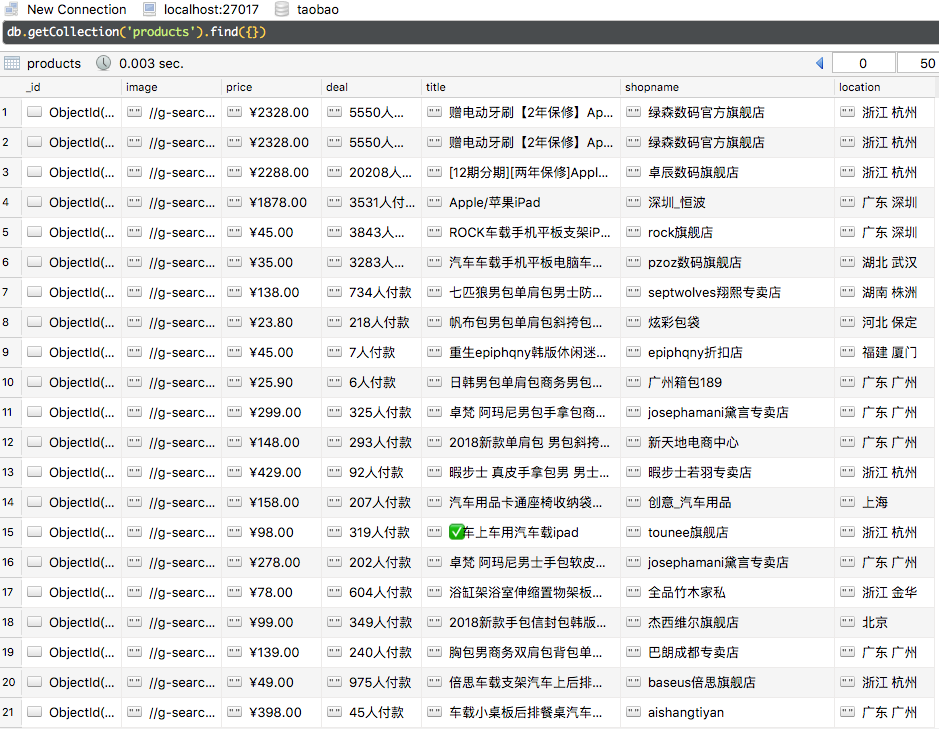 New Connection localhost:27017 taobao
db.getCollection('products').find({})
products 0.003 sec. 0 50
_id image price deal title shopname location
1 ObjectId(... "" //g-searc... "" ¥2328.00 "" 5550人... "" 赠电动牙刷【2年保修】Ap... "" 绿森数码官方旗舰店 "" 浙江 杭州
2 ObjectId(... "" //g-searc... "" ¥2328.00 "" 5550人... "" 赠电动牙刷【2年保修】Ap... "" 绿森数码官方旗舰店 "" 浙江 杭州
3 ObjectId(... "" //g-searc... "" ¥2288.00 "" 20208人... "" [12期分期][两年保修]Appl... "" 卓辰数码旗舰店 "" 浙江 杭州
4 ObjectId(... "" //g-searc... "" ¥1878.00 "" 3531人付... "" Apple/苹果iPad "" 深圳_恒波 "" 广东 深圳
5 ObjectId(... "" //g-searc... "" ¥45.00 "" 3843人... "" ROCK车载手机平板支架iP... "" rock旗舰店 "" 广东 深圳
6 ObjectId(... "" //g-searc... "" ¥35.00 "" 3283人... "" 汽车车载手机平板电脑车... "" pzoz数码旗舰店 "" 湖北 武汉
7 ObjectId(... "" //g-searc... "" ¥138.00 "" 734人付款 "" 七匹狼男包单肩包男士防... "" septwolves翔熙专卖店 "" 湖南 株洲
8 ObjectId(... "" //g-searc... "" ¥23.80 "" 218人付款 "" 帆布包男包单肩包斜挎包... "" 炫彩包袋 "" 河北 保定
9 ObjectId(... "" //g-searc... "" ¥45.00 "" 7人付款 "" 重生epiphqny韩版休闲迷... "" epiphqny折扣店 "" 福建 厦门
10 ObjectId(... "" //g-searc... "" ¥25.90 "" 6人付款 "" 日韩男包单肩包商务男包... "" 广州箱包189 "" 广东 广州
11 ObjectId(... "" //g-searc... "" ¥299.00 "" 325人付款 "" 卓梵 阿玛尼男包手拿包商... "" josephamani黛言专卖店 "" 广东 广州
12 ObjectId(... "" //g-searc... "" ¥148.00 "" 293人付款 "" 2018新款单肩包 男包斜挎... "" 新天地电商中心 "" 广东 广州
13 ObjectId(... "" //g-searc... "" ¥429.00 "" 92人付款 "" 暇步士 真皮手拿包男 男士... "" 暇步士若羽专卖店 "" 浙江 杭州
14 ObjectId(... "" //g-searc... "" ¥158.00 "" 207人付款 "" 汽车用品卡通座椅收纳袋... "" 创意_汽车用品 "" 上海
15 ObjectId(... "" //g-searc... "" ¥98.00 "" 319人付款 "" ✅车上车用汽车载ipad "" tounee旗舰店 "" 浙江 杭州
16 ObjectId(... "" //g-searc... "" ¥278.00 "" 202人付款 "" 卓梵 阿玛尼男士手包软皮... "" josephamani黛言专卖店 "" 广东 广州
17 ObjectId(... "" //g-searc... "" ¥78.00 "" 604人付款 "" 浴缸架浴室伸缩置物架板... "" 全品竹木家私 "" 浙江 金华
18 ObjectId(... "" //g-searc... "" ¥99.00 "" 349人付款 "" 2018新款手包信封包韩版... "" 杰西维尔旗舰店 "" 北京
19 ObjectId(... "" //g-searc... "" ¥139.00 "" 240人付款 "" 胸包男商务双肩包背包单... "" 巴朗成都专卖店 "" 广东 广州
20 ObjectId(... "" //g-searc... "" ¥49.00 "" 975人付款 "" 倍思车载支架汽车上后排... "" baseus倍思旗舰店 "" 浙江 杭州
21 ObjectId(... "" //g-searc... "" ¥398.00 "" 45人付款 "" 车载小桌板后排餐桌汽车... "" aishangtiyan "" 广东 广州